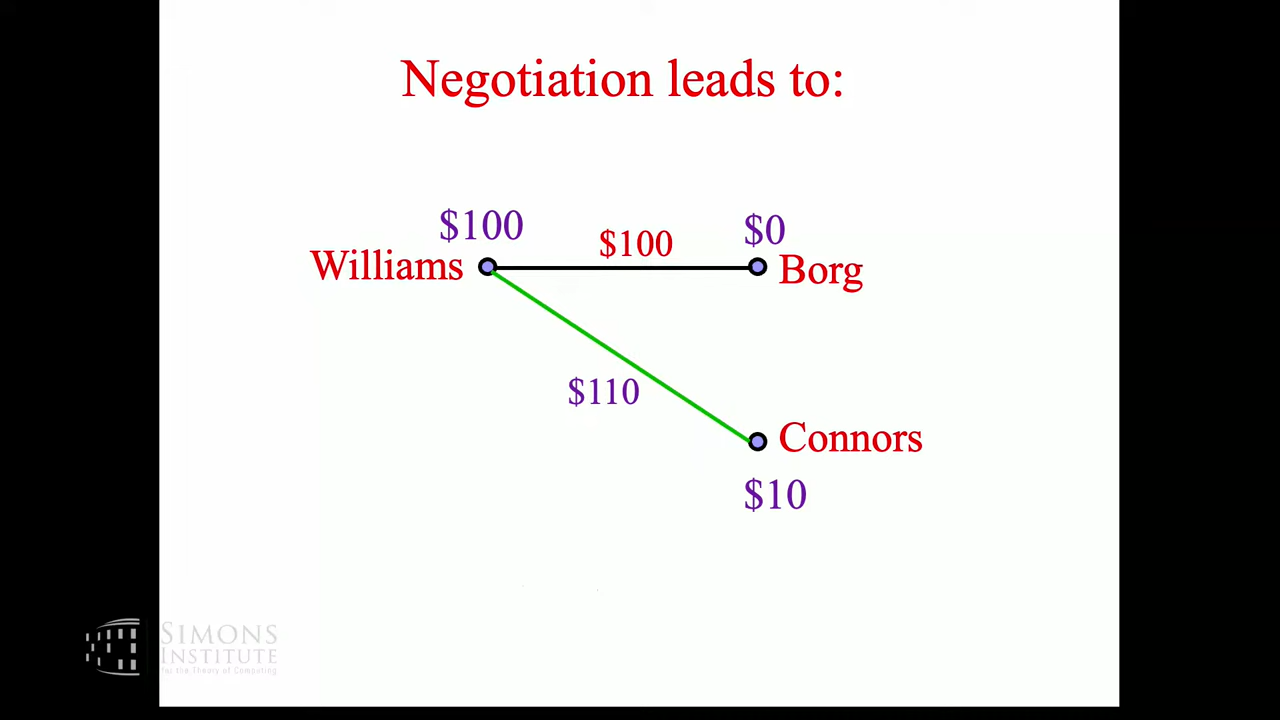 Negotiation leads to:
$100
$100
$0
Williams
Borg
$110
Connors
$10
SIMONS
INSTITUTE
for the Theory of Computing